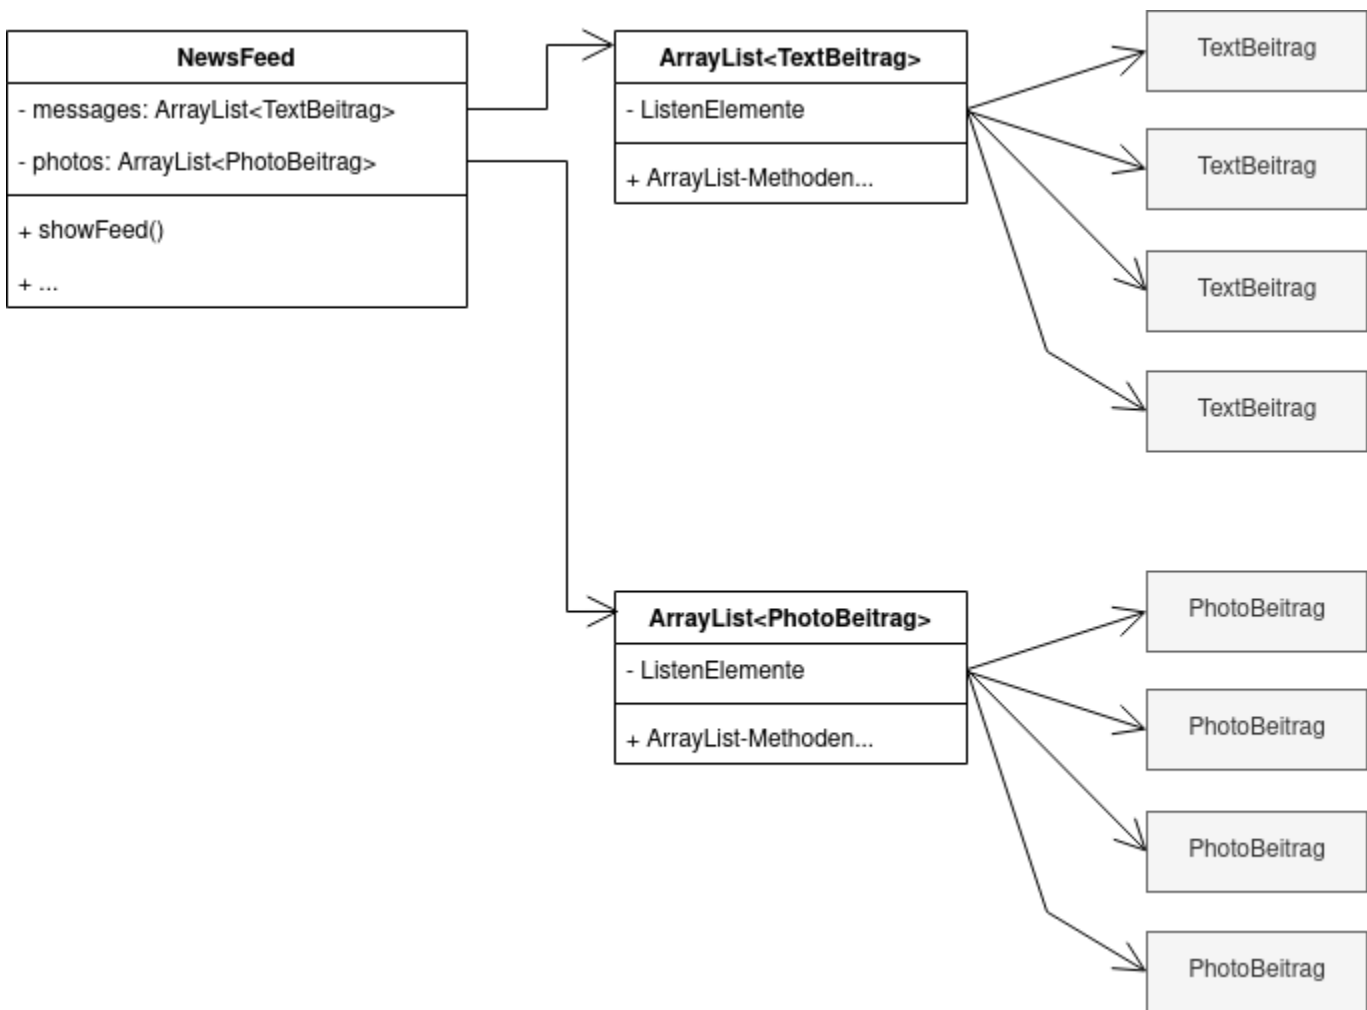 NewsFeed
- messages: ArrayList<TextBeitrag>
- photos: ArrayList<PhotoBeitrag>
+ showFeed()
+ ...
ArrayList<TextBeitrag>
- ListenElemente
+ ArrayList-Methoden...
TextBeitrag
TextBeitrag
TextBeitrag
TextBeitrag
ArrayList<PhotoBeitrag>
- ListenElemente
+ ArrayList-Methoden...
PhotoBeitrag
PhotoBeitrag
PhotoBeitrag
PhotoBeitrag